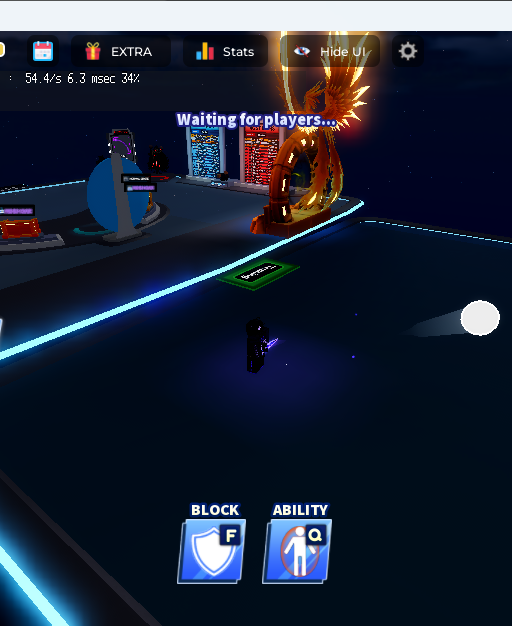 EXTRA
Stats
Hide UI
: 54.4/s 6.3 msec 34%
Waiting for players...
BLOCK
ABILITY
F
Q